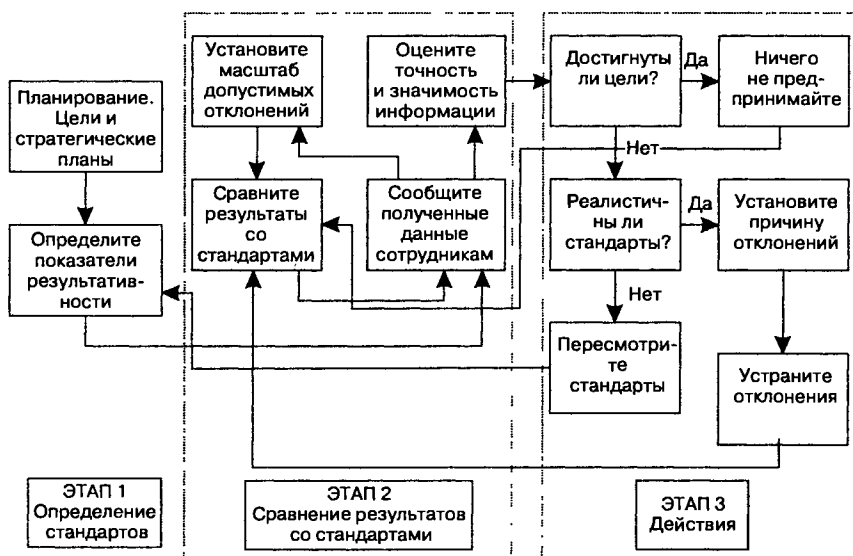 Планирование.
Цели и
стратегические
планы
Определите
показатели
результатив-
ности
ЭТАП 1
Определение
стандартов
Установите
масштаб
допустимых
отклонений
Оцените
точность
и значимость
информации
Сравните
результаты
со
стандартами
Сообщите
полученные
данные
сотрудникам
ЭТАП 2
Сравнение результатов
со стандартами
Достигнуты
ли цели?
Да
Ничего
не пред-
принимайте
Нет
Реалистич-
ны ли
стандарты?
Да
Установите
причину
отклонений
Нет
Пересмотри-
те
стандарты
Устраните
отклонения
ЭТАП 3
Действия